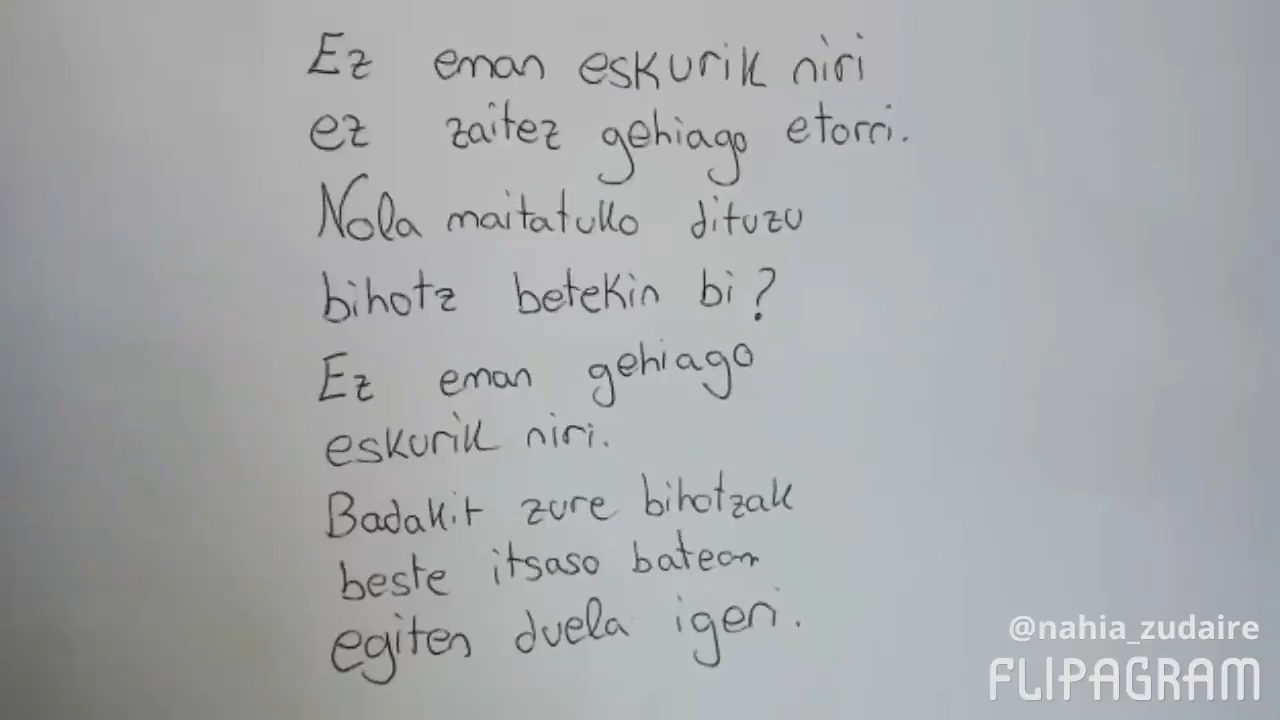 Ez eman eskurik niri
ez zaitez gehiago etorri.
Nola maitatuko dituzu
bihotz betekin bi?
Ez eman gehiago
eskurik niri.
Badakit zure bihotzak
beste itsaso batean
egiten duela igeri.
@nahia_zudaire
FLIPAGRAM